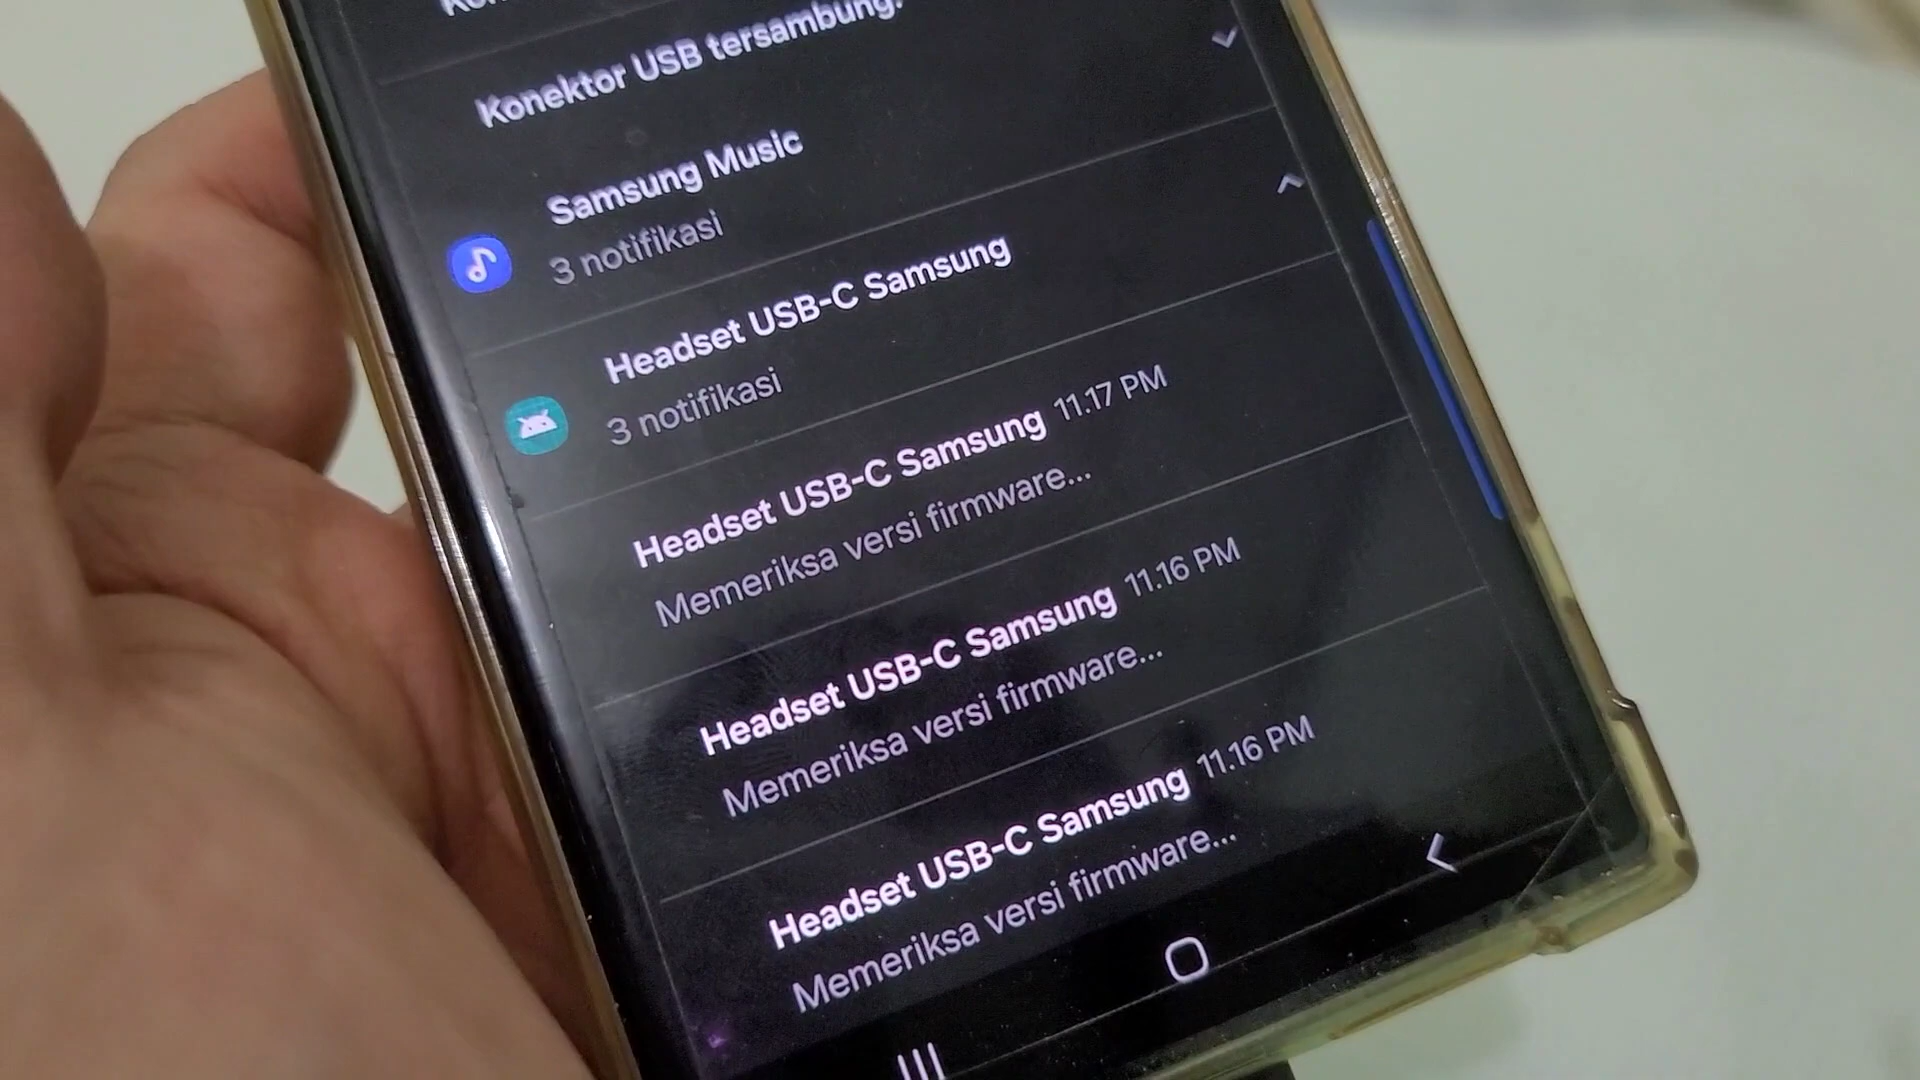 Konektor USB tersambung.
Samsung Music
3 notifikasi
Headset USB-C Samsung
3 notifikasi
Headset USB-C Samsung 11.17 PM
Memeriksa versi firmware...
Headset USB-C Samsung 11.16 PM
Memeriksa versi firmware...
Headset USB-C Samsung 11.16 PM
Memeriksa versi firmware...